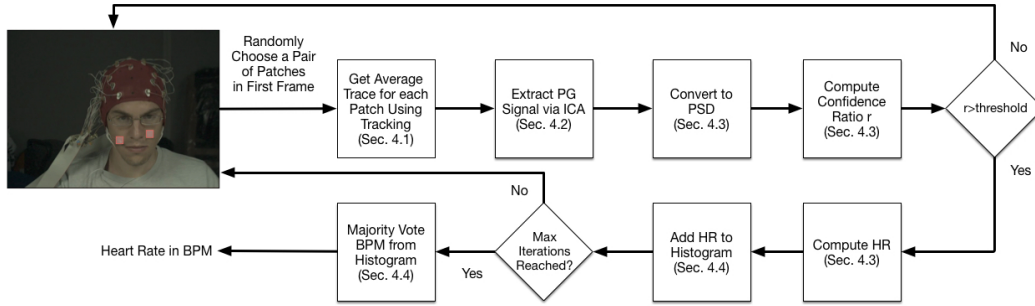 Randomly
Choose a Pair
of Patches
in First Frame
Get Average
Trace for each
Patch Using
Tracking
(Sec. 4.1)
Extract PG
Signal via ICA
(Sec. 4.2)
Convert to
PSD
(Sec. 4.3)
Compute
Confidence
Ratio r
(Sec. 4.3)
r>threshold
No
Yes
Compute HR
(Sec. 4.3)
Add HR to
Histogram
(Sec. 4.4)
Max
Iterations
Reached?
No
Yes
Majority Vote
BPM from
Histogram
(Sec. 4.4)
Heart Rate in BPM